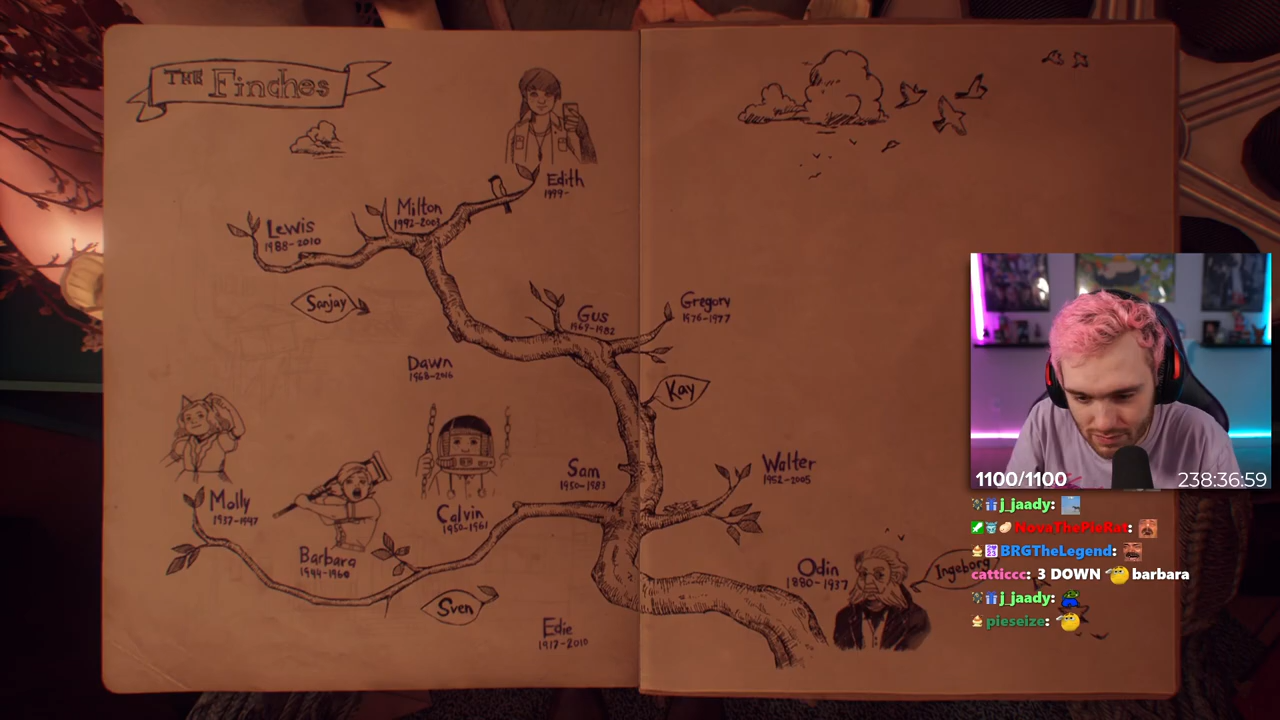 THE Finches
Edith
1999-
Milton
1992-2003
Lewis
1988-2010
Sanjay
Gregory
1976-1977
Gus
1969-1982
Dawn
1968-2016
Kay
Sam
1950-1983
Walter
1952-2005
Calvin
1950-1961
Molly
1937-1947
Barbara
1944-1960
Sven
Edie
1917-2010
Odin
1880-1937
Ingeborg
1100/1100
238:36:59
j_jaady:
NovaThePieRat:
BRGTheLegend:
catticcc: 3 DOWN barbara
j_jaady:
pieseize: